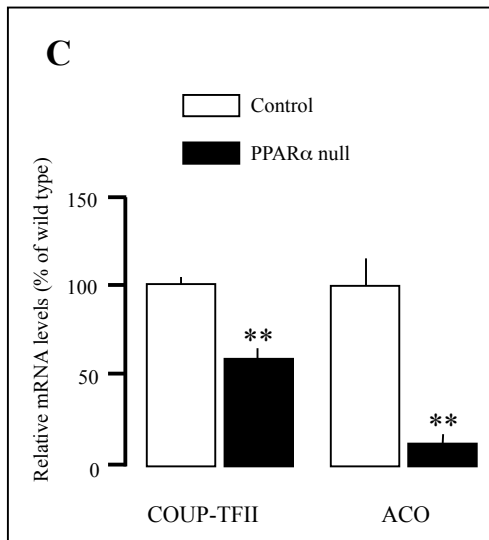 C
Control
PPARα null
Relative mRNA levels (% of wild type)
150
100
50
0
**
**
COUP-TFII
ACO